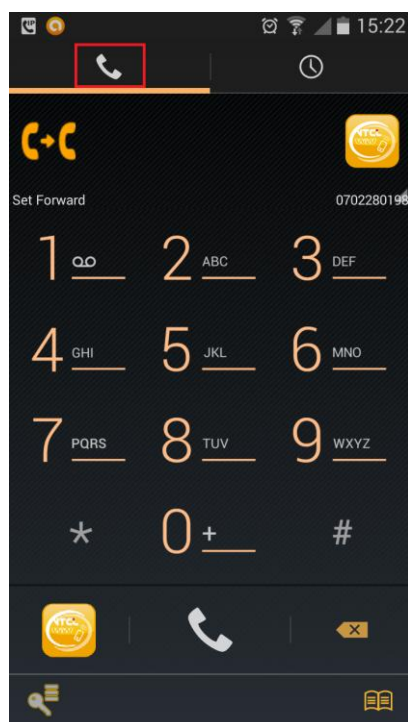 15:22
Set Forward 0702280198
1 2 ABC 3 DEF
4 GHI 5 JKL 6 MNO
7 PQRS 8 TUV 9 WXYZ
* 0 + #